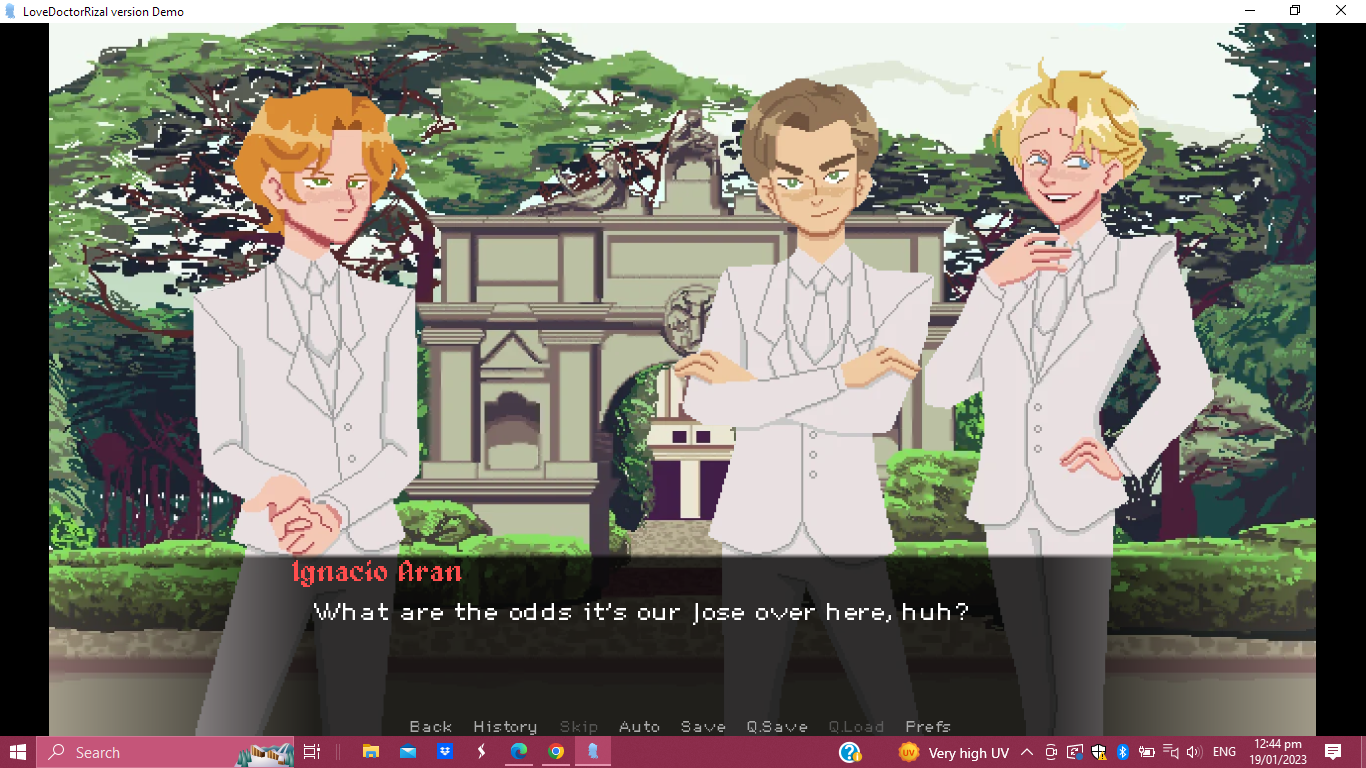 LoveDoctorRizal version Demo
Ignacio Aran
What are the odds it's our Jose over here, huh?
Back History Skip Auto Save Q.Save Q.Load Prefs
Search
UV
Very high UV
ENG
12:44 pm
19/01/2023